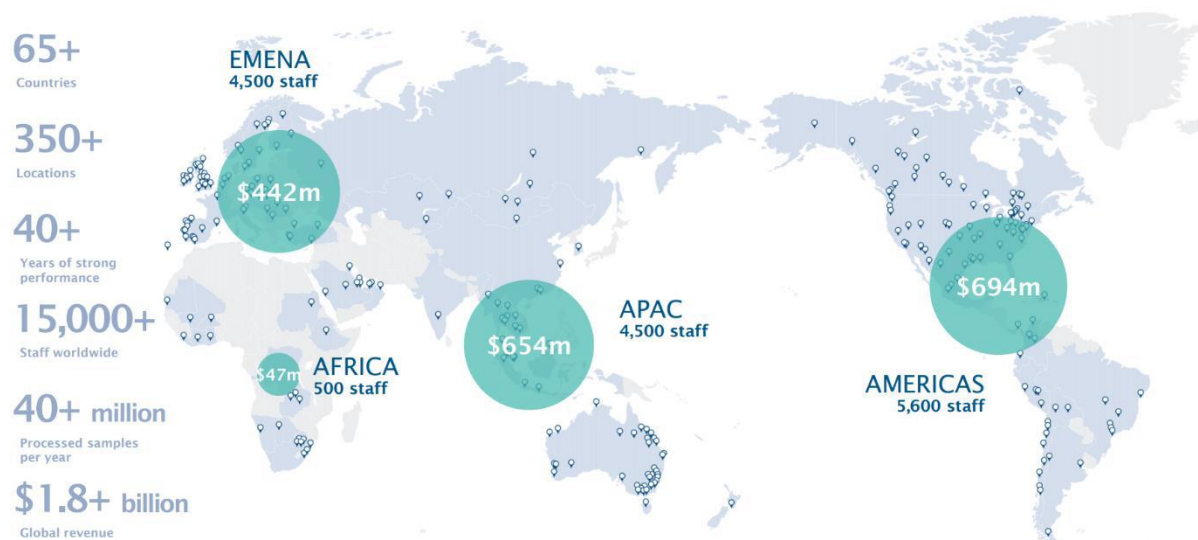 65+
Countries
350+
Locations
40+
Years of strong
performance
15,000+
Staff worldwide
40+ million
Processed samples
per year
$1.8+ billion
Global revenue
EMENA
4,500 staff
$442m
AFRICA
500 staff
$47m
APAC
4,500 staff
$654m
AMERICAS
5,600 staff
$694m